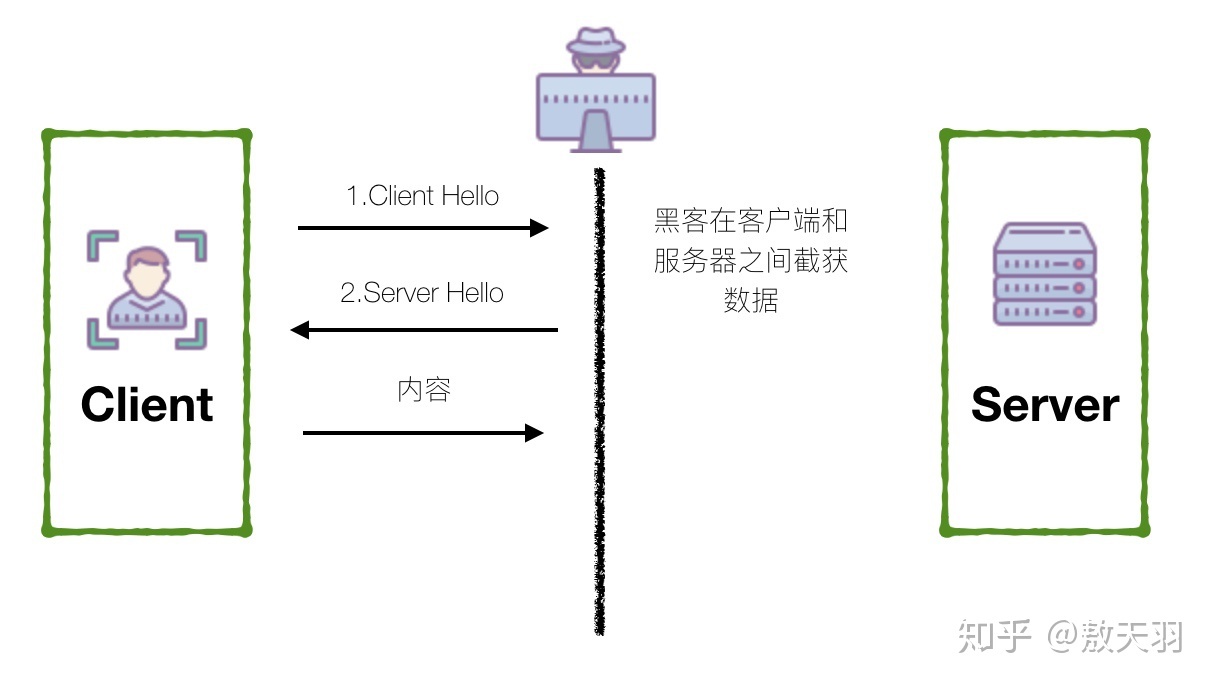 1.Client Hello
2.Server Hello
内容
黑客在客户端和
服务器之间截获
数据
Client
Server
知乎 @敖天羽